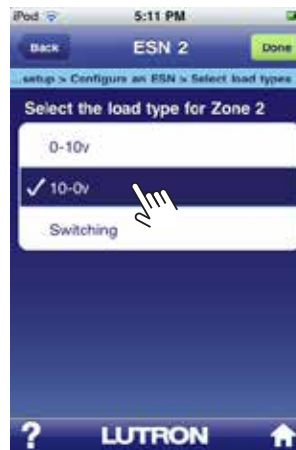 iPod 5:11 PM
Back ESN 2 Done
setup > Configure an ESN > Select load types
Select the load type for Zone 2
0-10v
10-0v
Switching
? LUTRON